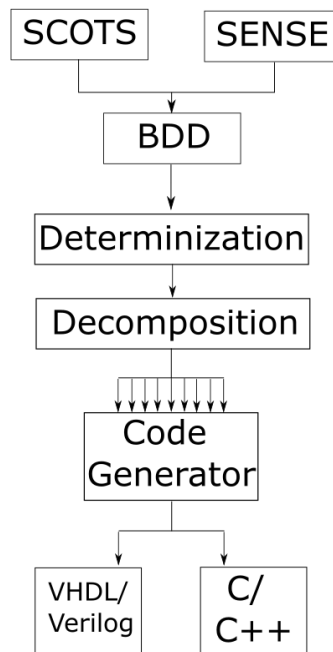 SCOTS
SENSE
BDD
Determinization
Decomposition
Code
Generator
VHDL/
Verilog
C/
C++